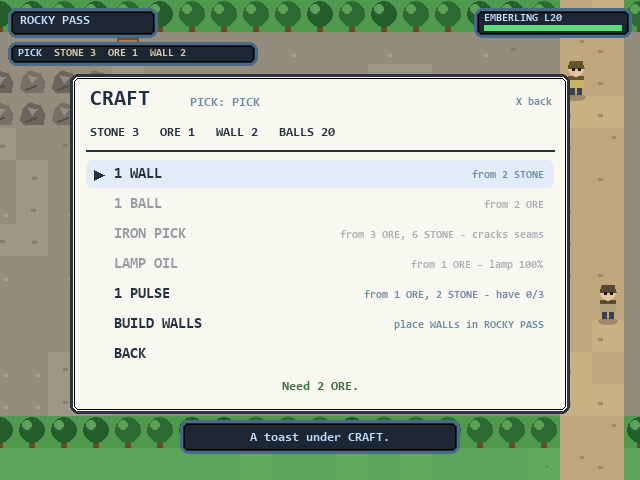 ROCKY PASS
EMBERLING L20
PICK STONE 3 ORE 1 WALL 2
CRAFT
PICK: PICK
X back
STONE 3 ORE 1 WALL 2 BALLS 20
▶ 1 WALL from 2 STONE
1 BALL from 2 ORE
IRON PICK from 3 ORE, 6 STONE - cracks seams
LAMP OIL from 1 ORE - lamp 100%
1 PULSE from 1 ORE, 2 STONE - have 0/3
BUILD WALLS place WALLs in ROCKY PASS
BACK
Need 2 ORE.
A toast under CRAFT.